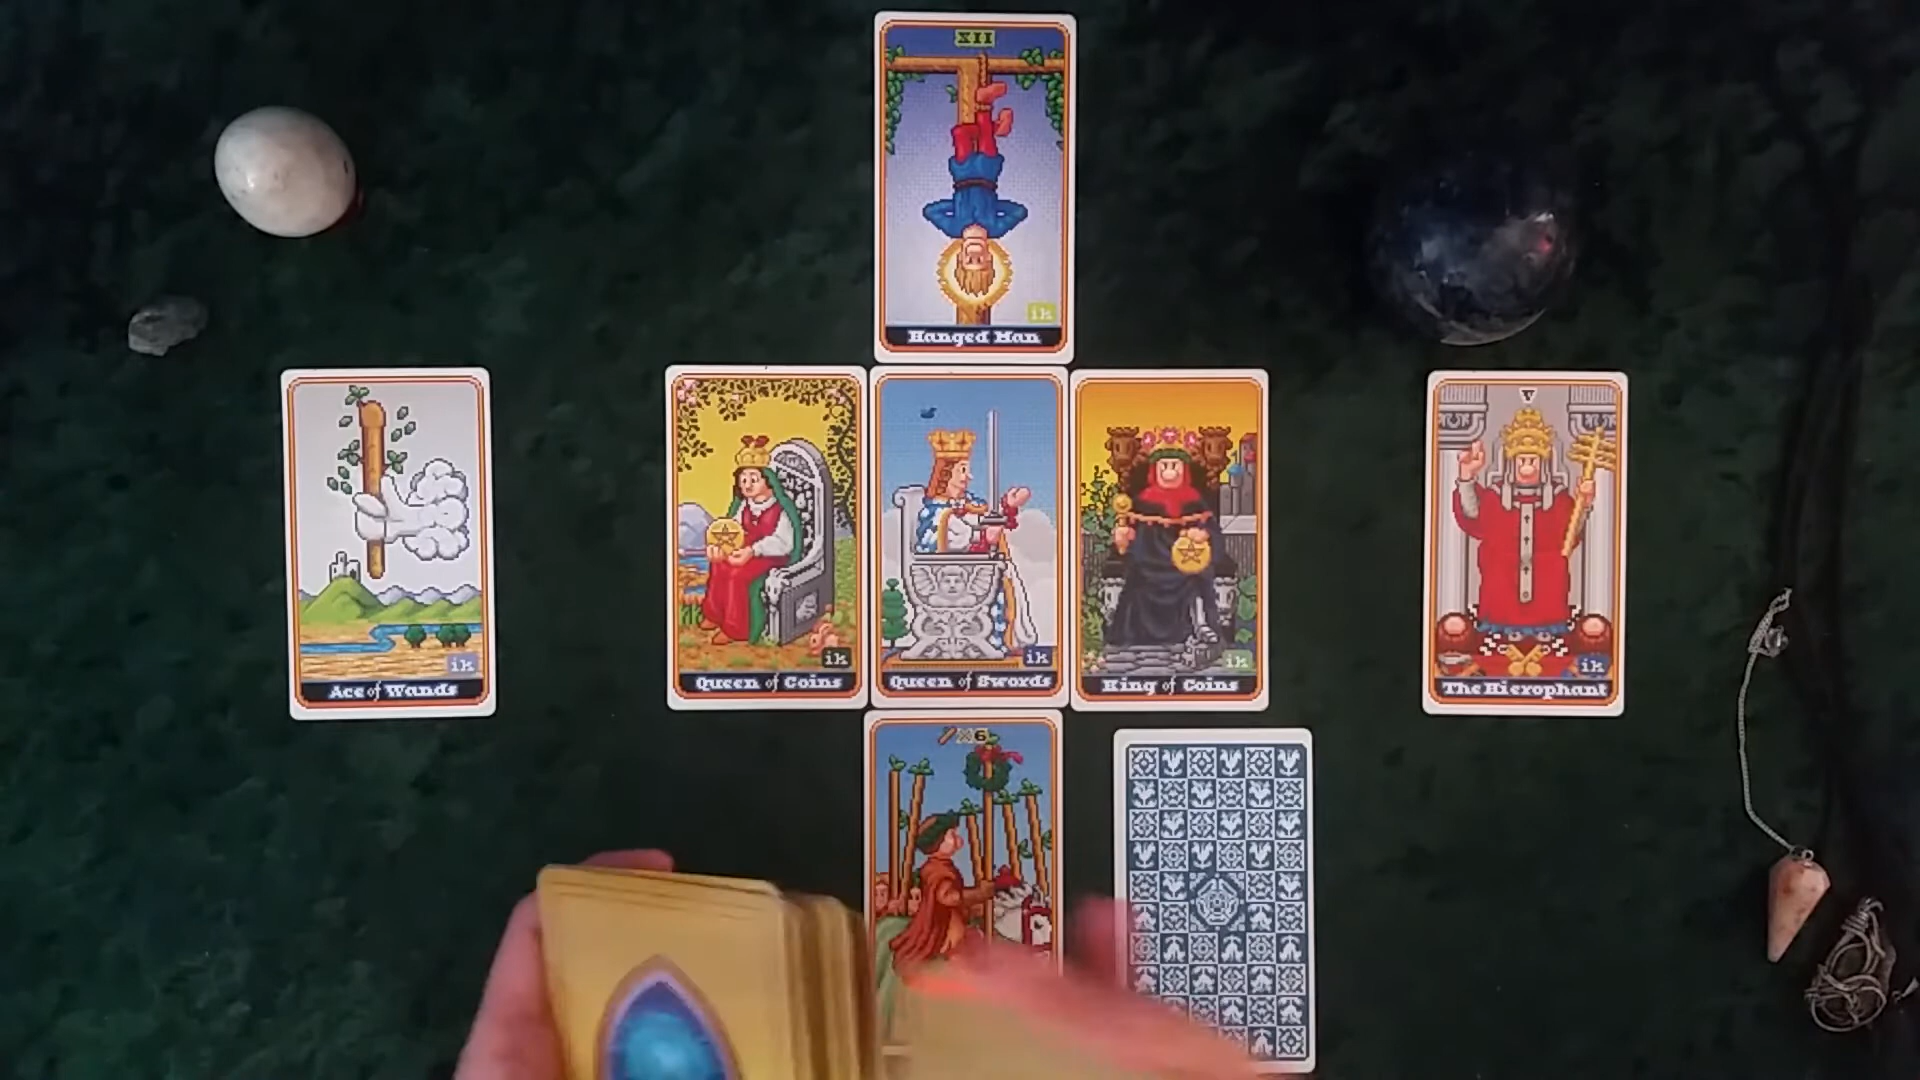 XII
ik
Hanged Man
ik
Ace of Wands
ik
Queen of Coins
ik
Queen of Swords
ik
King of Coins
V
ik
The Hierophant
X6